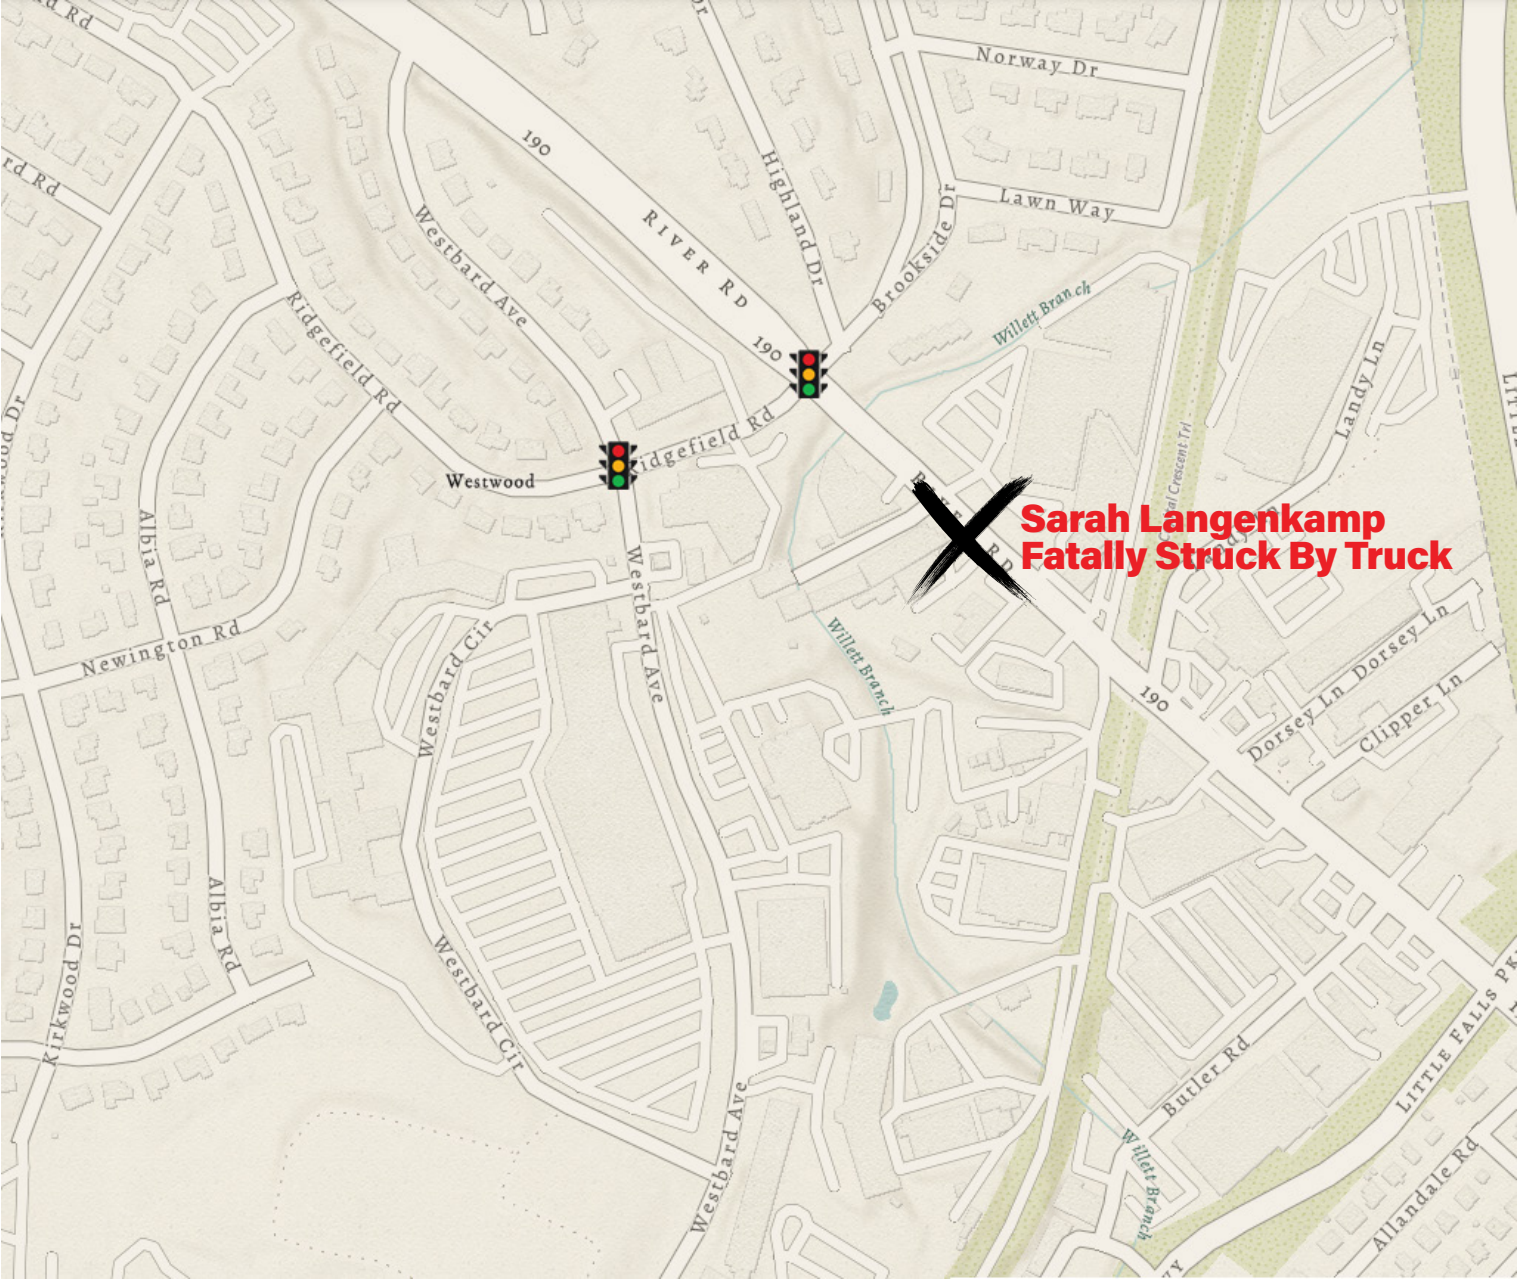 Norway Dr
190
Highland Dr
RIVER RD
Lawn Way
Brookside Dr
Westbard Ave
Willett Branch
Ridgefield Rd
190
Landy Ln
Westwood
Sarah Langenkamp
Fatally Struck By Truck
Albia Rd
Westbard Ave
Newington Rd
Westbard Cir
Willett Branch
190
Dorsey Ln
Dorsey Ln
Clipper Ln
Albia Rd
Kirkwood Dr
Westbard Cir
Butler Rd
LITTLE FALLS PK
Westbard Ave
Willett Branch
Allandale Rd